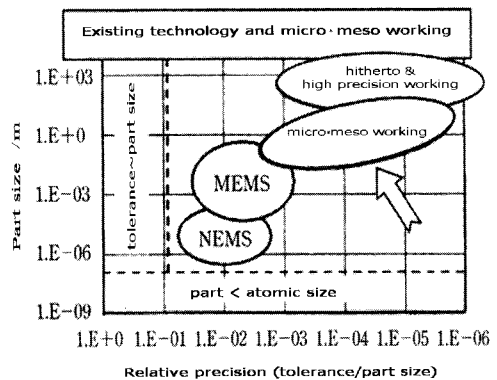 Existing technology and micro·meso working
1.E+03
1.E+0
1.E-03
1.E-06
1.E-09
Part size /m
tolerance~part size
hitherto &
high precision working
micro·meso working
MEMS
NEMS
part < atomic size
1.E+0 1.E-01 1.E-02 1.E-03 1.E-04 1.E-05 1.E-06
Relative precision (tolerance/part size)